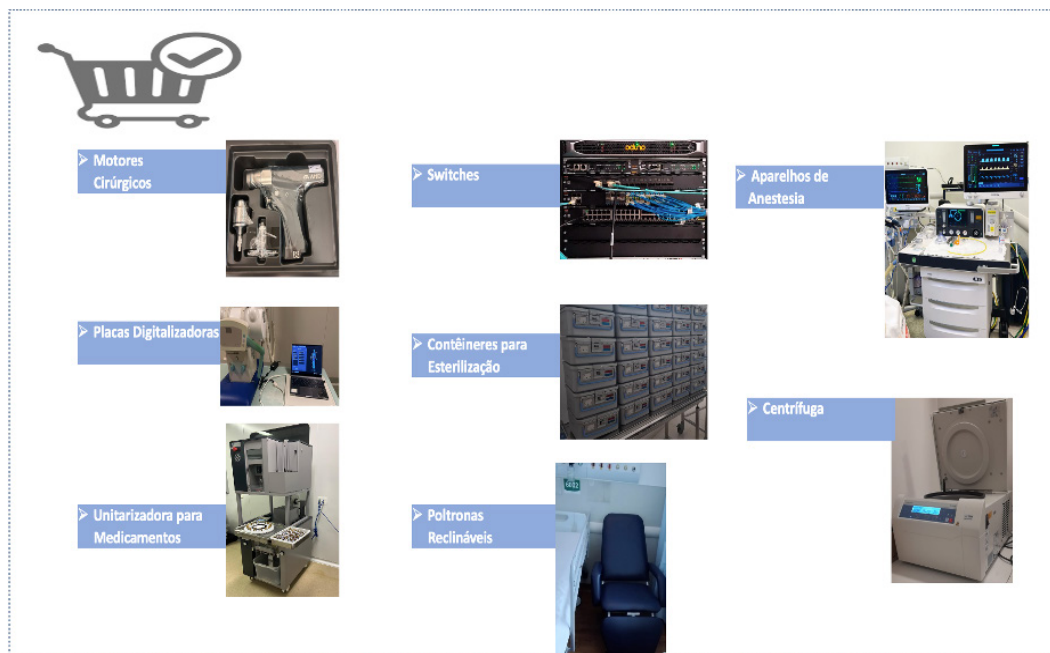 ➢ Motores
Cirúrgicos
➢ Switches
➢ Aparelhos de
Anestesia
➢ Placas Digitalizadoras
➢ Contêineres para
Esterilização
➢ Centrífuga
➢ Unitarizadora para
Medicamentos
➢ Poltronas
Reclináveis